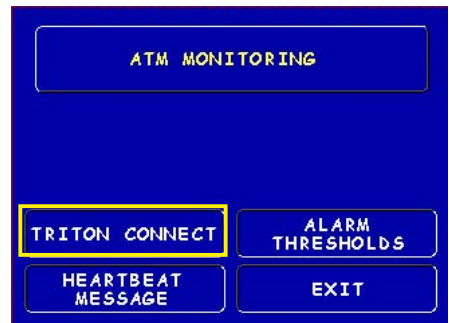 ATM MONITORING
TRITON CONNECT
ALARM
THRESHOLDS
HEARTBEAT
MESSAGE
EXIT